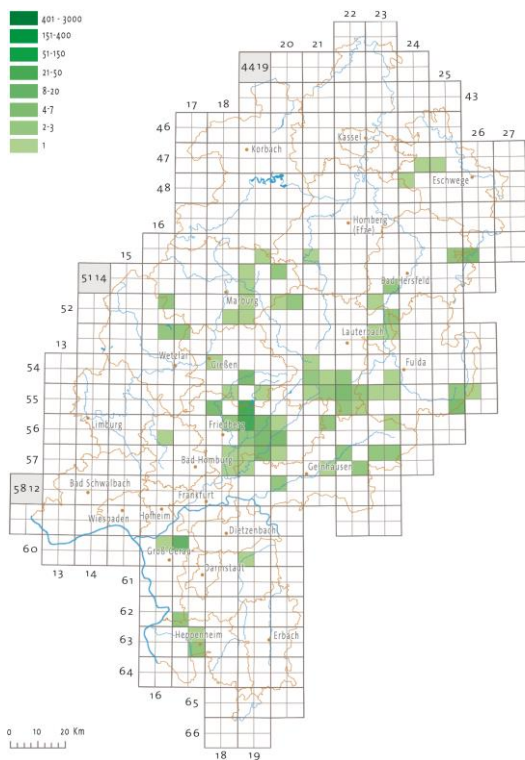 401 - 3000
151-400
51-150
21-50
8-20
4-7
2-3
1
22 23
20 21 24
4419 25
17 18 43
46 26 27
Korbach Kassel
47
Eschwege
48
Homberg
(Efze)
16
15 Bad Hersfeld
5114
Marburg
52
Lauterbach
13 Wetzlar Gießen
54 Fulda
55
Limburg Friedberg
56
57 Bad Homburg Gelnhausen
5812 Bad Schwalbach
Frankfurt
Wiesbaden Hofheim
Dietzenbach
60 Groß-Gerau
13 14 Darmstadt
61
62
Heppenheim Erbach
63
64
16
65
66
0 10 20 Km
18 19